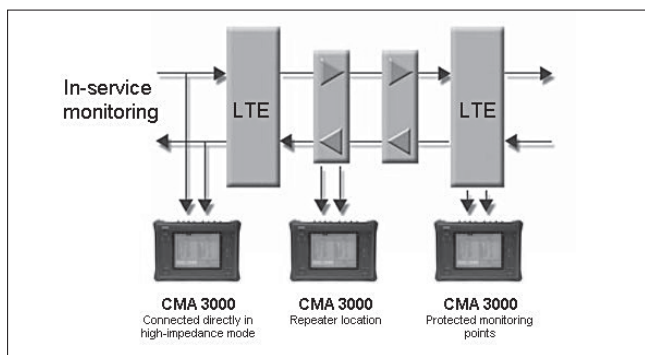 In-service
monitoring
LTE
LTE
CMA 3000
Connected directly in
high-impedance mode
CMA 3000
Repeater location
CMA 3000
Protected monitoring
points